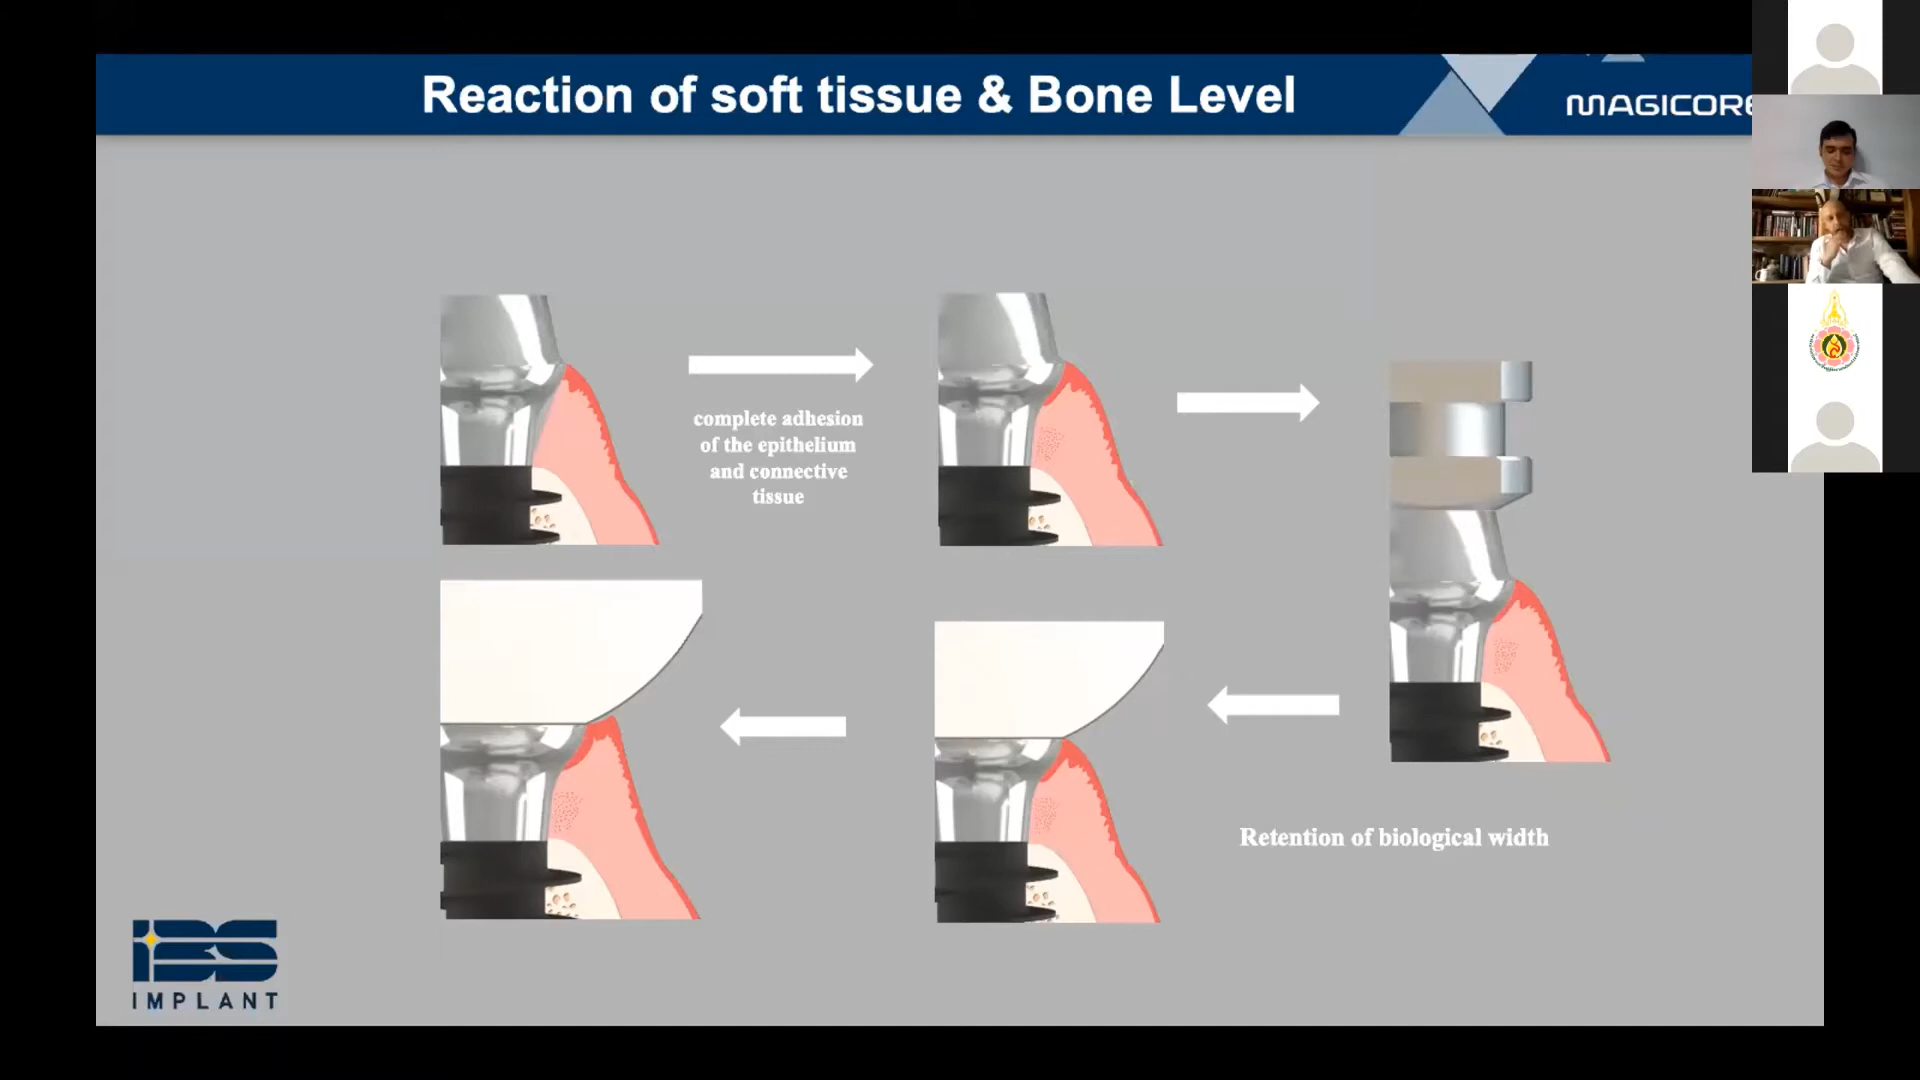 Reaction of soft tissue & Bone Level
MAGICORE
complete adhesion
of the epithelium
and connective
tissue
Retention of biological width
IBS
IMPLANT